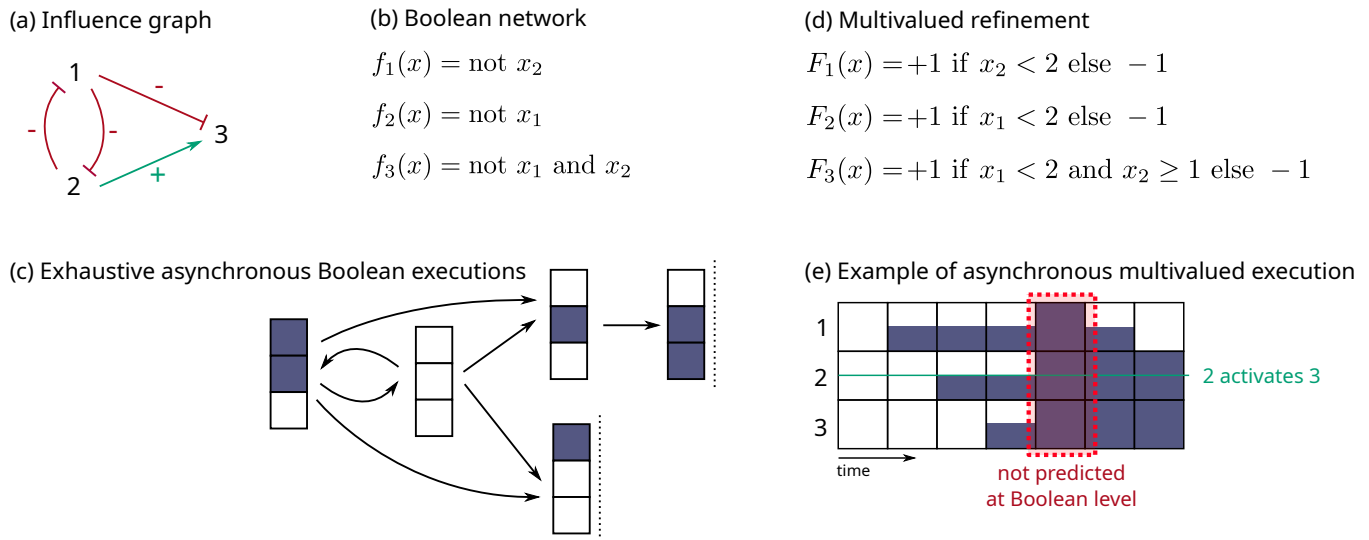 (a) Influence graph
1
-
-
-
3
2
+
(b) Boolean network
f₁(x) = not x₂
f₂(x) = not x₁
f₃(x) = not x₁ and x₂
(d) Multivalued refinement
F₁(x) = +1 if x₂ < 2 else − 1
F₂(x) = +1 if x₁ < 2 else − 1
F₃(x) = +1 if x₁ < 2 and x₂ ≥ 1 else − 1
(c) Exhaustive asynchronous Boolean executions
(e) Example of asynchronous multivalued execution
1
2
2 activates 3
3
time
not predicted
at Boolean level